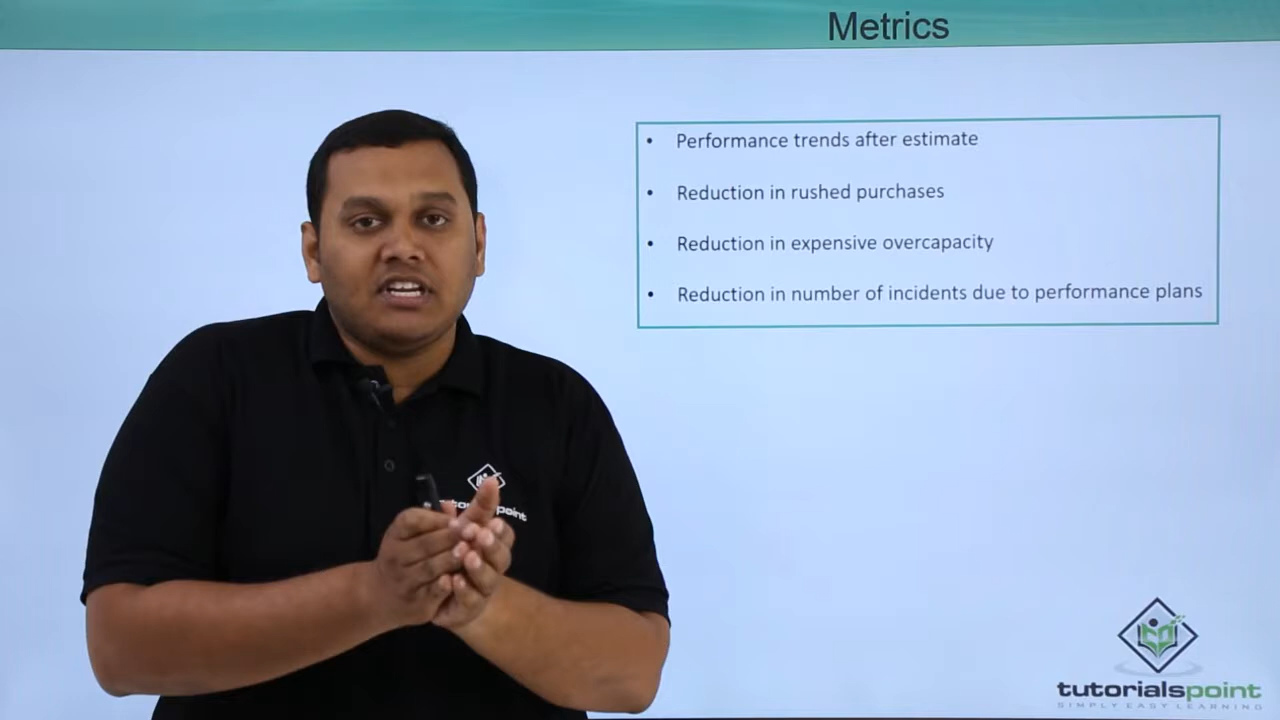 Metrics
• Performance trends after estimate
• Reduction in rushed purchases
• Reduction in expensive overcapacity
• Reduction in number of incidents due to performance plans
point
tutorialspoint
SIMPLY EASY LEARNING